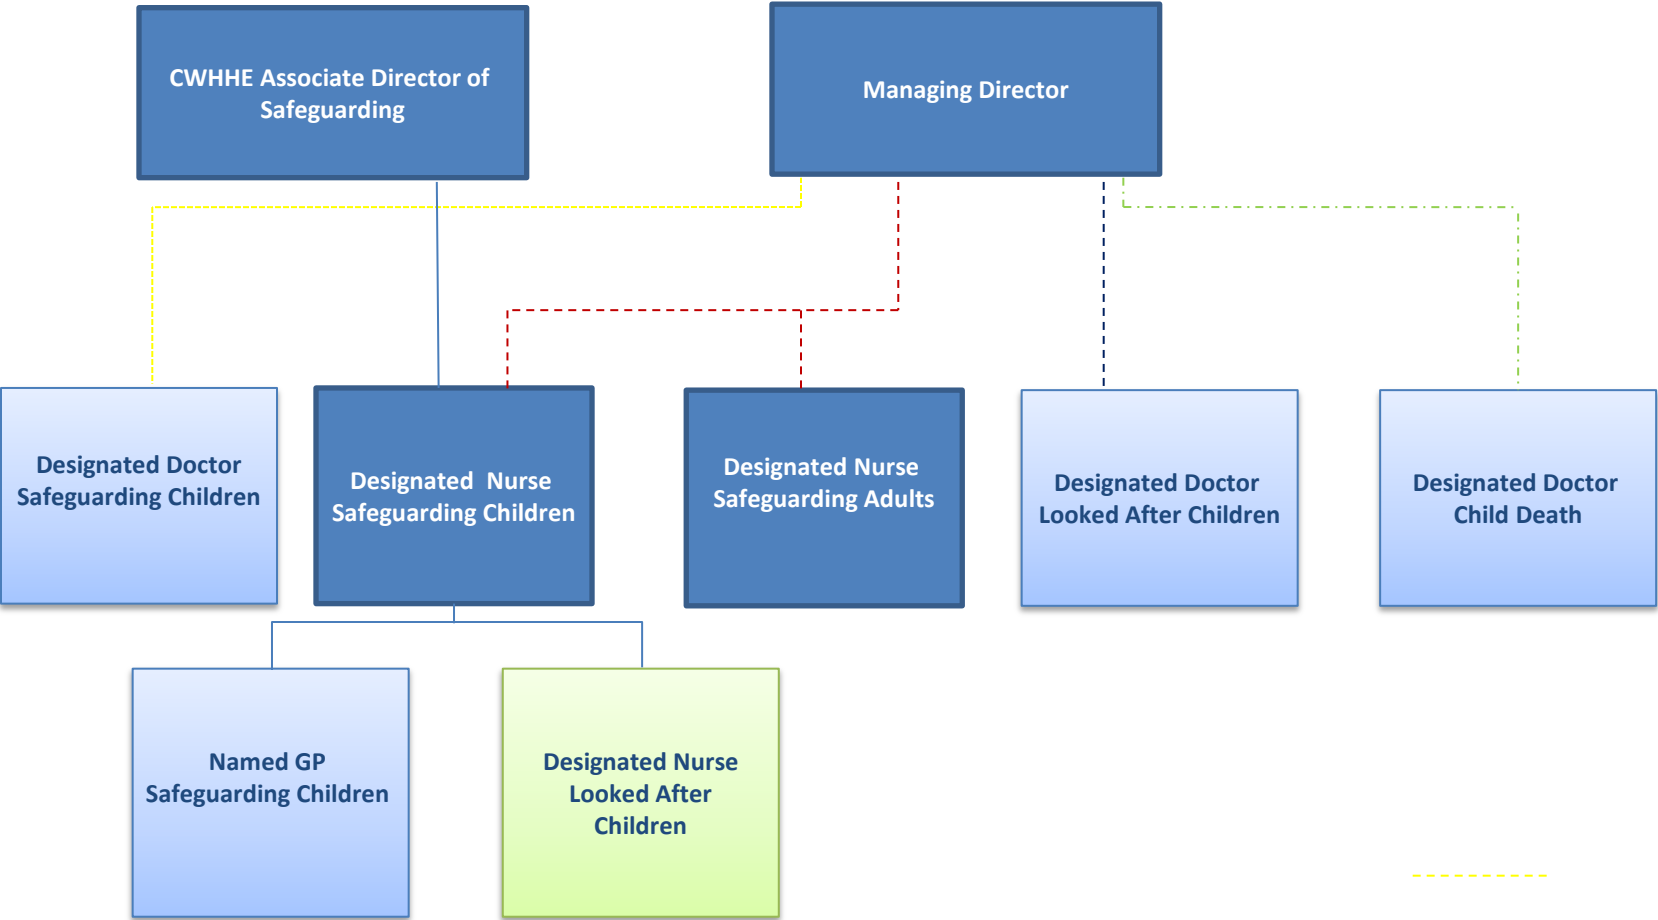 CWHHE Associate Director of
Safeguarding
Managing Director
Designated Doctor
Safeguarding Children
Designated  Nurse
Safeguarding Children
Designated Nurse
Safeguarding Adults
Designated Doctor
Looked After Children
Designated Doctor
Child Death
Named GP
Safeguarding Children
Designated Nurse
Looked After
Children